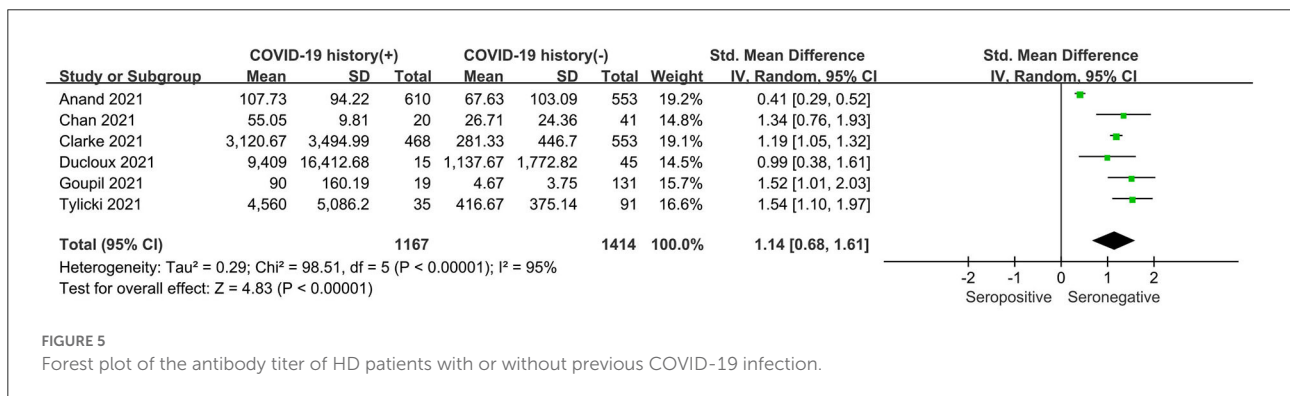 COVID-19 history(+) COVID-19 history(-) Std. Mean Difference Std. Mean Difference
Study or Subgroup Mean SD Total Mean SD Total Weight IV, Random, 95% CI IV, Random, 95% CI
Anand 2021 107.73 94.22 610 67.63 103.09 553 19.2% 0.41 [0.29, 0.52]
Chan 2021 55.05 9.81 20 26.71 24.36 41 14.8% 1.34 [0.76, 1.93]
Clarke 2021 3,120.67 3,494.99 468 281.33 446.7 553 19.1% 1.19 [1.05, 1.32]
Ducloux 2021 9,409 16,412.68 15 1,137.67 1,772.82 45 14.5% 0.99 [0.38, 1.61]
Goupil 2021 90 160.19 19 4.67 3.75 131 15.7% 1.52 [1.01, 2.03]
Tylicki 2021 4,560 5,086.2 35 416.67 375.14 91 16.6% 1.54 [1.10, 1.97]
Total (95% CI) 1167 1414 100.0% 1.14 [0.68, 1.61]
Heterogeneity: Tau² = 0.29; Chi² = 98.51, df = 5 (P < 0.00001); I² = 95%
Test for overall effect: Z = 4.83 (P < 0.00001)
-2 -1 0 1 2
Seropositive Seronegative
FIGURE 5
Forest plot of the antibody titer of HD patients with or without previous COVID-19 infection.